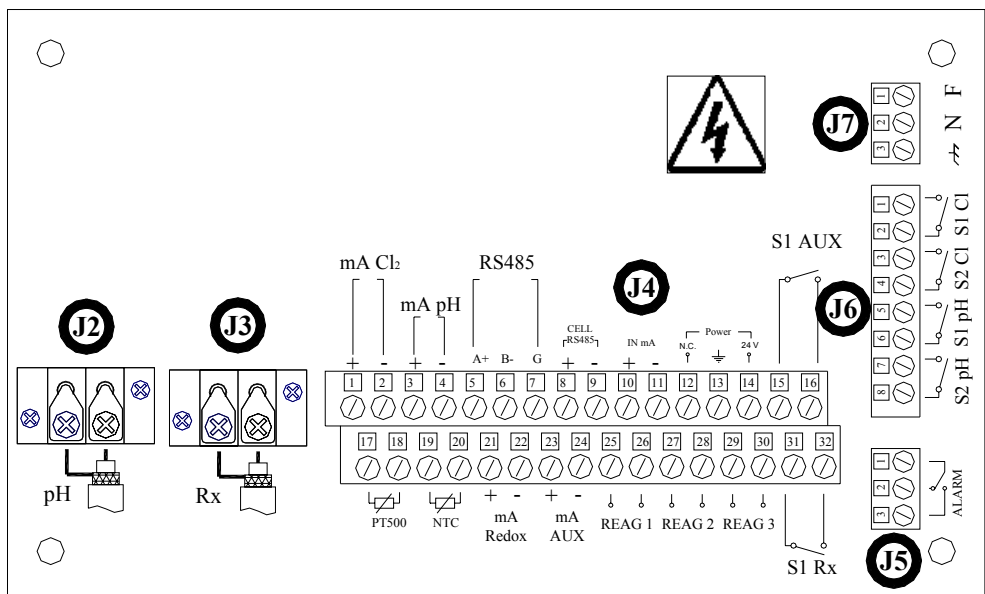 J7
1
2
3
F
N
S1 AUX
J6
1
2
3
4
5
6
7
8
S1 Cl
S2 Cl
S1 pH
S2 pH
mA Cl₂
RS485
J4
mA pH
J2
J3
CELL
RS485
IN mA
Power
N.C.
24 V
A+ B- G
+ - + - + - + -
1 2 3 4 5 6 7 8 9 10 11 12 13 14 15 16
17 18 19 20 21 22 23 24 25 26 27 28 29 30 31 32
pH
Rx
PT500
NTC
+ -
mA
Redox
+ -
mA
AUX
REAG 1
REAG 2
REAG 3
S1 Rx
1
2
3
ALARM
J5